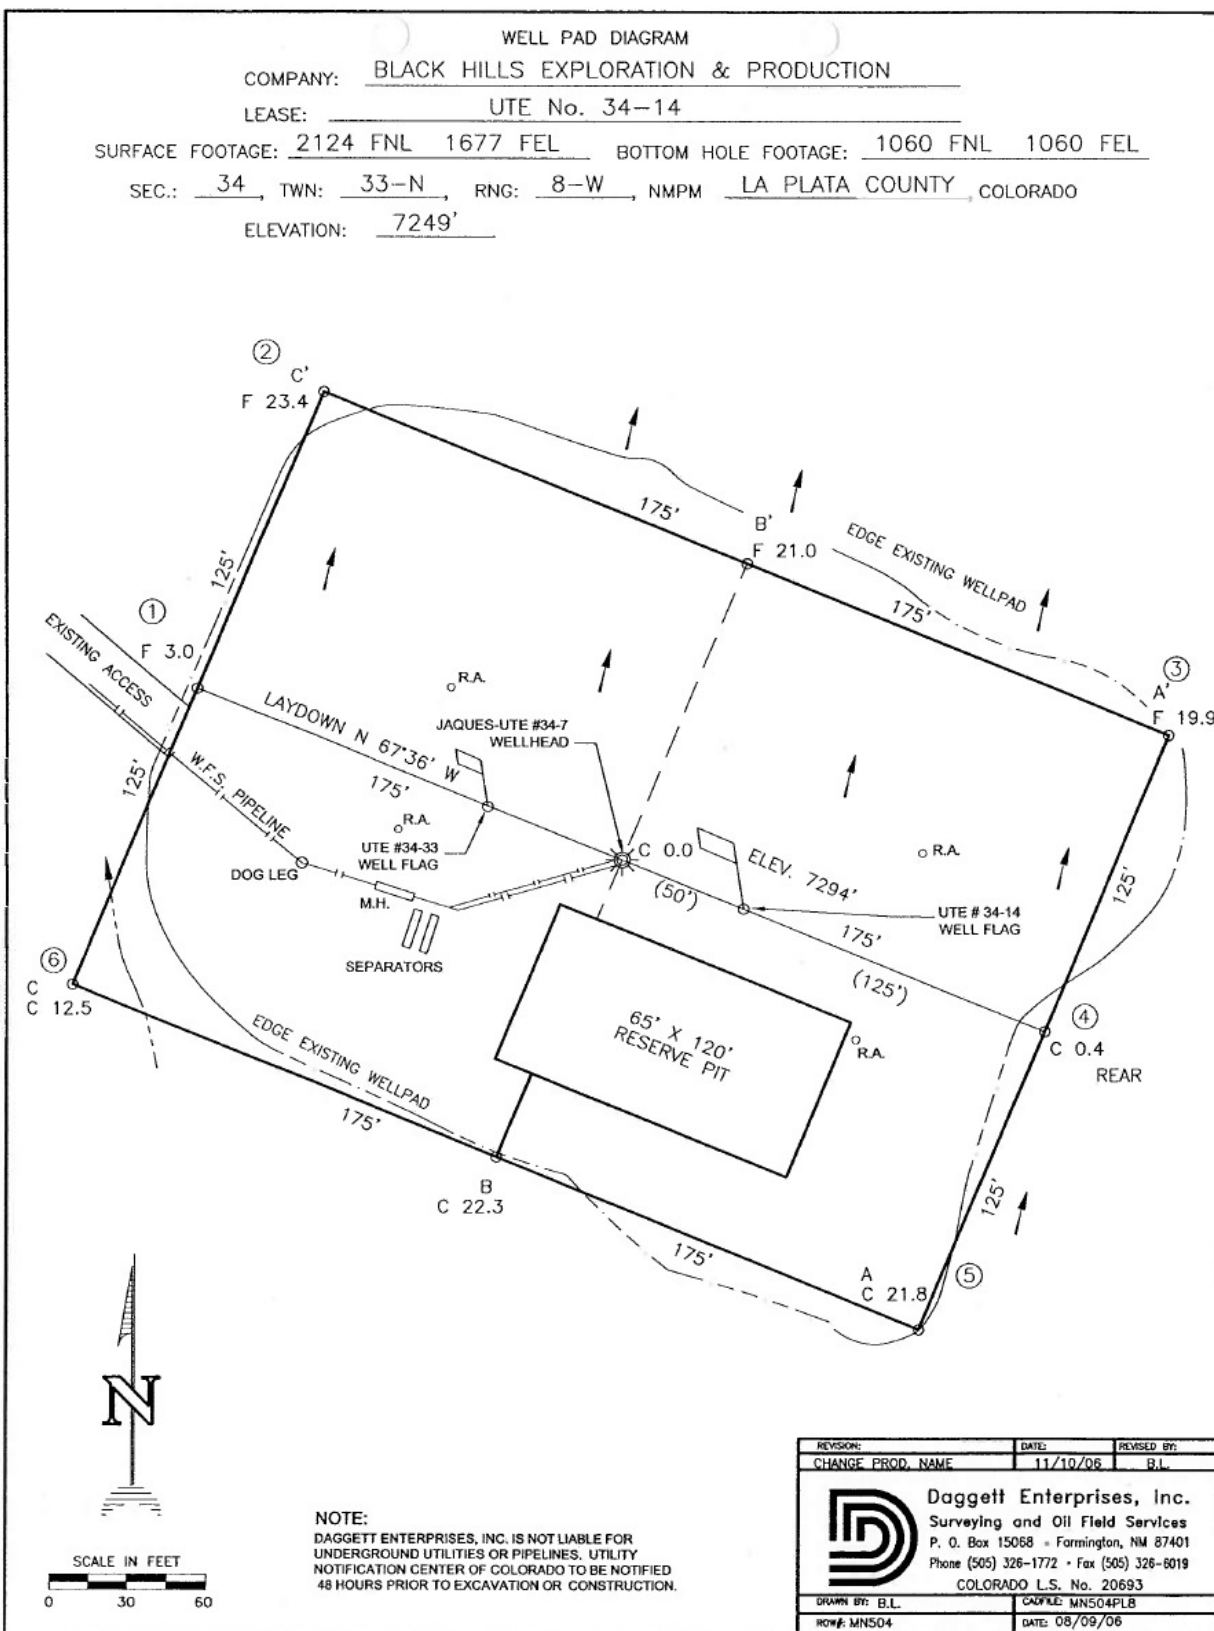 WELL PAD DIAGRAM
COMPANY: BLACK HILLS EXPLORATION & PRODUCTION
LEASE: UTE No. 34-14
SURFACE FOOTAGE: 2124 FNL 1677 FEL BOTTOM HOLE FOOTAGE: 1060 FNL 1060 FEL
SEC.: 34, TWN: 33-N, RNG: 8-W, NMPM LA PLATA COUNTY, COLORADO
ELEVATION: 7249'
2
C'
F 23.4
175'
B'
F 21.0
EDGE EXISTING WELLPAD
175'
3
A'
F 19.9
125'
1
F 3.0
EXISTING ACCESS
LAYDOWN N 67°36' W
175'
R.A.
JAQUES-UTE #34-7
WELLHEAD
125'
W.F.S. PIPELINE
R.A.
UTE #34-33
WELL FLAG
DOG LEG
M.H.
SEPARATORS
C 0.0
(50')
ELEV. 7294'
R.A.
125'
UTE # 34-14
WELL FLAG
175'
(125')
6
C
C 12.5
EDGE EXISTING WELLPAD
175'
65' X 120'
RESERVE PIT
R.A.
4
C 0.4
REAR
B
C 22.3
125'
175'
A
C 21.8
5
N
SCALE IN FEET
0 30 60
NOTE:
DAGGETT ENTERPRISES, INC. IS NOT LIABLE FOR
UNDERGROUND UTILITIES OR PIPELINES. UTILITY
NOTIFICATION CENTER OF COLORADO TO BE NOTIFIED
48 HOURS PRIOR TO EXCAVATION OR CONSTRUCTION.
REVISION: DATE: REVISED BY:
CHANGE PROD. NAME 11/10/06 B.L.
Daggett Enterprises, Inc.
Surveying and Oil Field Services
P. O. Box 15068 • Farmington, NM 87401
Phone (505) 326-1772 • Fax (505) 326-6019
COLORADO L.S. No. 20693
DRAWN BY: B.L. CADFILE: MN504PL8
ROW#: MN504 DATE: 08/09/06